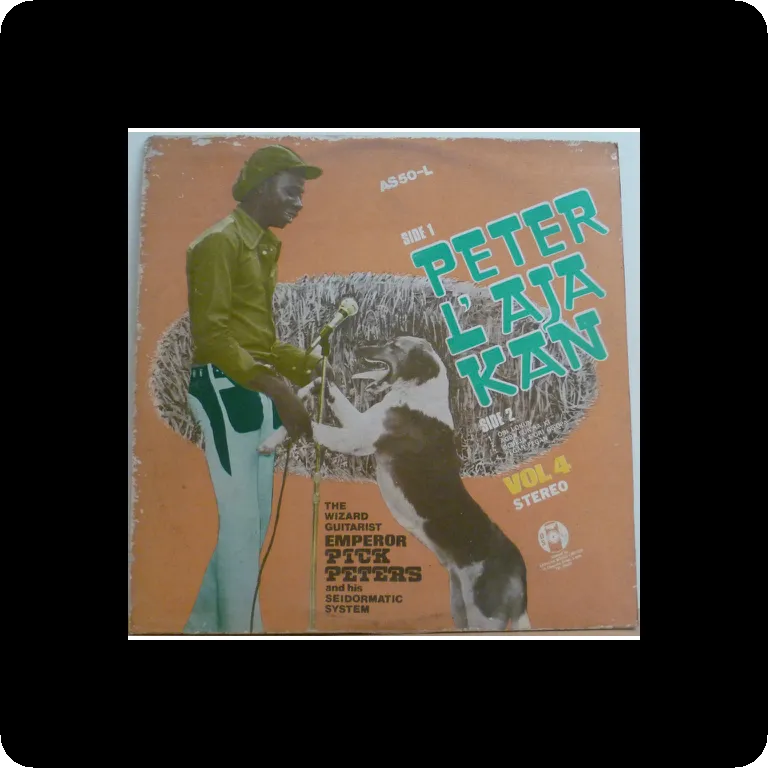 AS50-L
SIDE 1
PETER
L'AJA
KAN
SIDE 2
VOL 4
STEREO
THE
WIZARD
GUITARIST
EMPEROR
PICK
PETERS
and his
SEIDORMATIC
SYSTEM